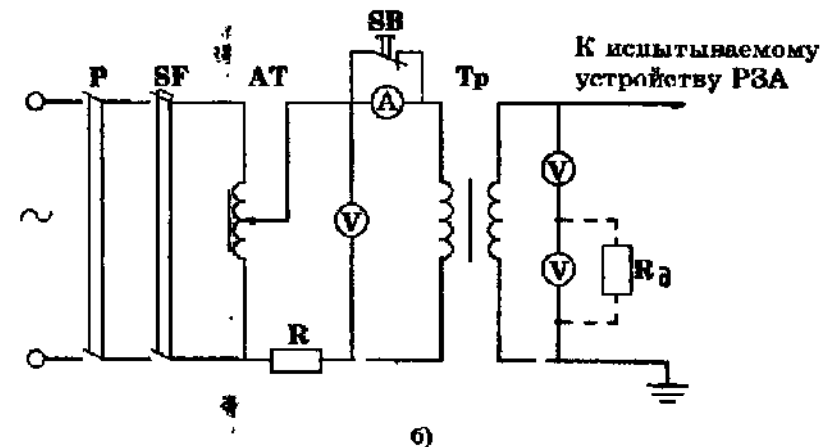 SB
К испытываемому
устройству РЗА
P SF AT Tp
A
V
V
V
R∂
R
б)